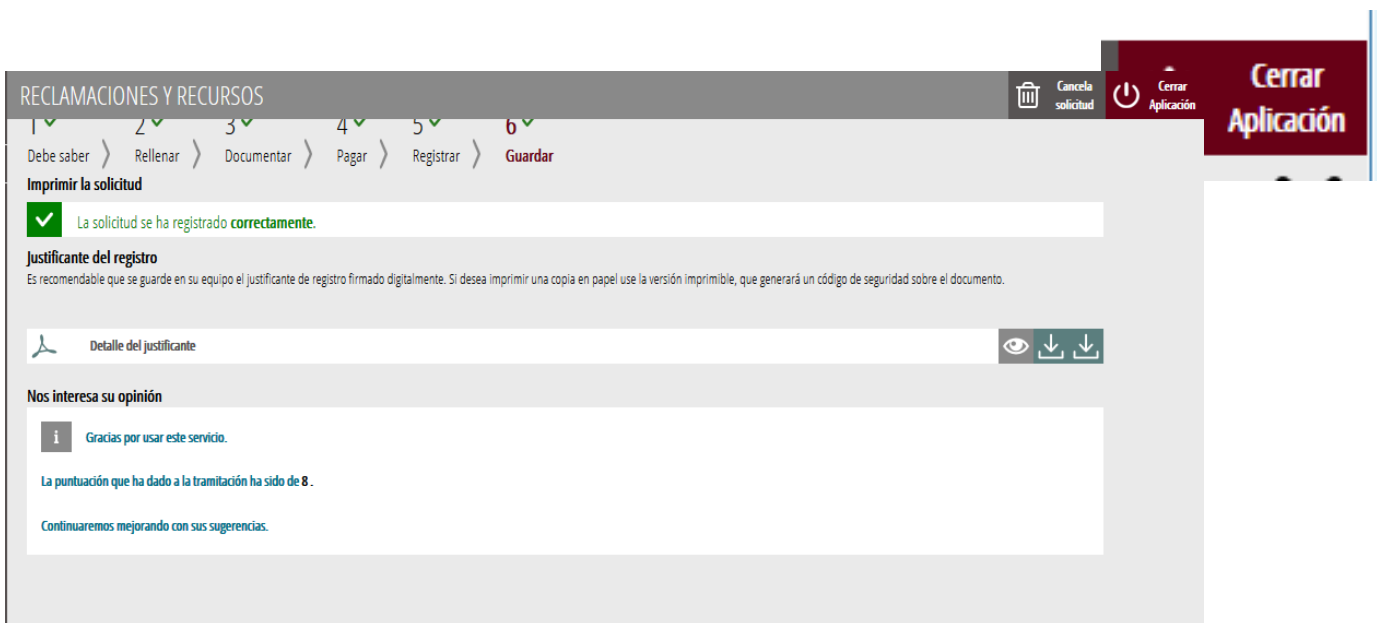 Cerrar
Aplicación
RECLAMACIONES Y RECURSOS
Cancela
solicitud
Cerrar
Aplicación
1 2 3 4 5 6
Debe saber Rellenar Documentar Pagar Registrar Guardar
Imprimir la solicitud
La solicitud se ha registrado correctamente.
Justificante del registro
Es recomendable que se guarde en su equipo el justificante de registro firmado digitalmente. Si desea imprimir una copia en papel use la versión imprimible, que generará un código de seguridad sobre el documento.
Detalle del justificante
Nos interesa su opinión
i Gracias por usar este servicio.
La puntuación que ha dado a la tramitación ha sido de 8 .
Continuaremos mejorando con sus sugerencias.